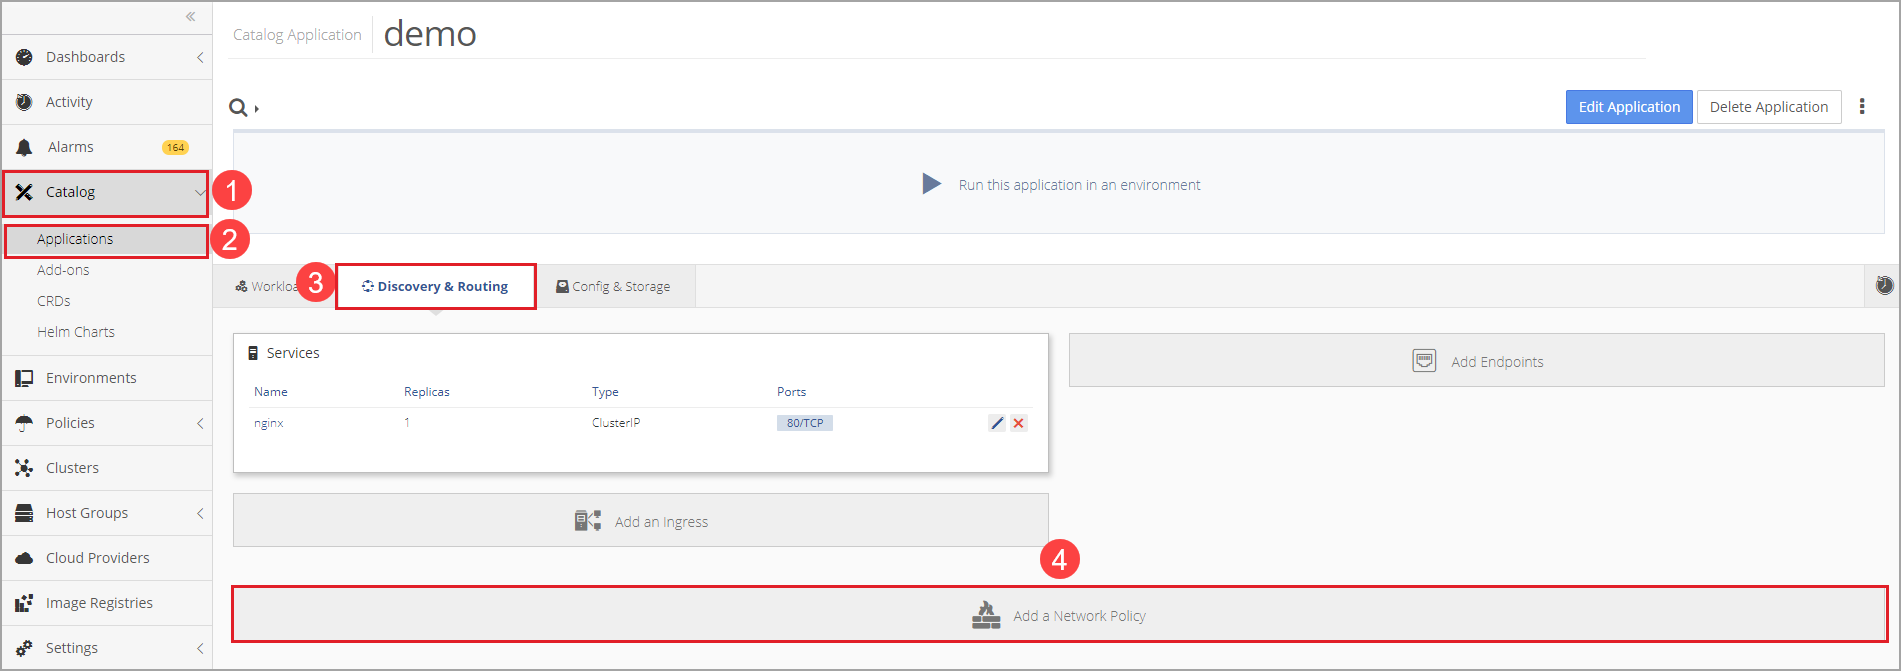 Dashboards
Activity
Alarms 164
Catalog
1
Applications
2
Add-ons
CRDs
Helm Charts
Environments
Policies
Clusters
Host Groups
Cloud Providers
Image Registries
Settings
Catalog Application demo
Edit Application Delete Application
Run this application in an environment
3
Discovery & Routing Config & Storage
Services
Name Replicas Type Ports
nginx 1 ClusterIP 80/TCP
Add Endpoints
Add an Ingress
4
Add a Network Policy